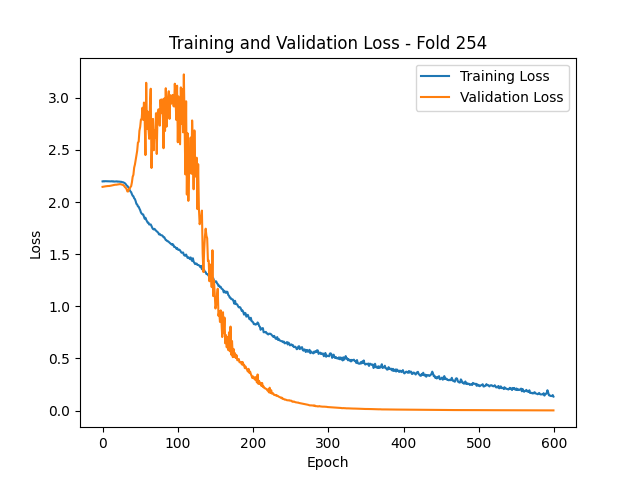 Training and Validation Loss - Fold 254
Training Loss
Validation Loss
3.0
2.5
2.0
1.5
1.0
0.5
0.0
Loss
0 100 200 300 400 500 600
Epoch